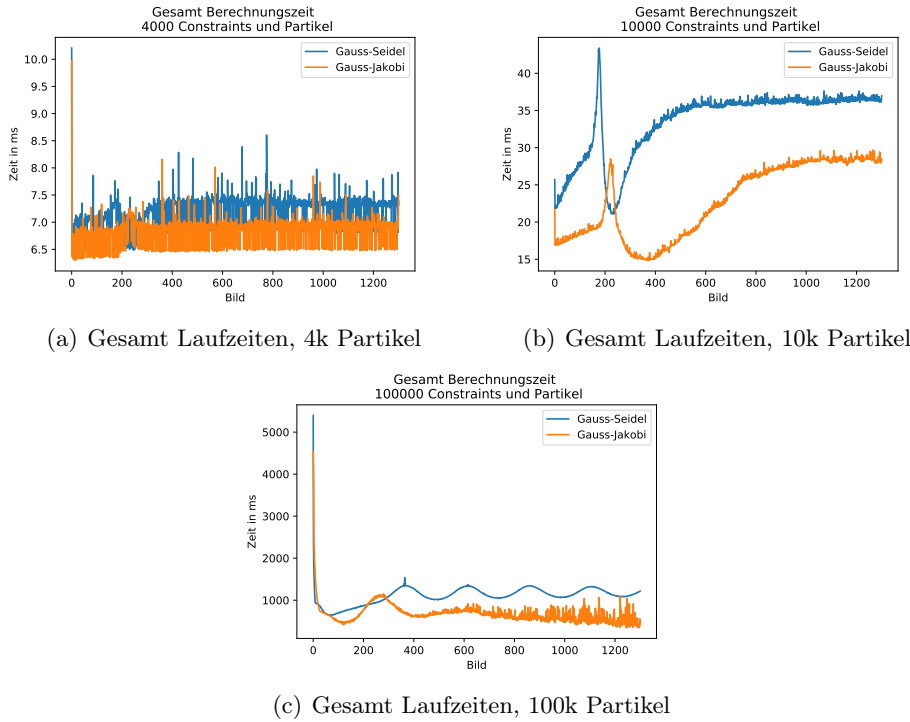 Gesamt Berechnungszeit
4000 Constraints und Partikel
Gauss-Seidel
Gauss-Jakobi
Zeit in ms
10.0
9.5
9.0
8.5
8.0
7.5
7.0
6.5
0 200 400 600 800 1000 1200
Bild
(a) Gesamt Laufzeiten, 4k Partikel
Gesamt Berechnungszeit
10000 Constraints und Partikel
Gauss-Seidel
Gauss-Jakobi
Zeit in ms
40
35
30
25
20
15
0 200 400 600 800 1000 1200
Bild
(b) Gesamt Laufzeiten, 10k Partikel
Gesamt Berechnungszeit
100000 Constraints und Partikel
Gauss-Seidel
Gauss-Jakobi
Zeit in ms
5000
4000
3000
2000
1000
0 200 400 600 800 1000 1200
Bild
(c) Gesamt Laufzeiten, 100k Partikel